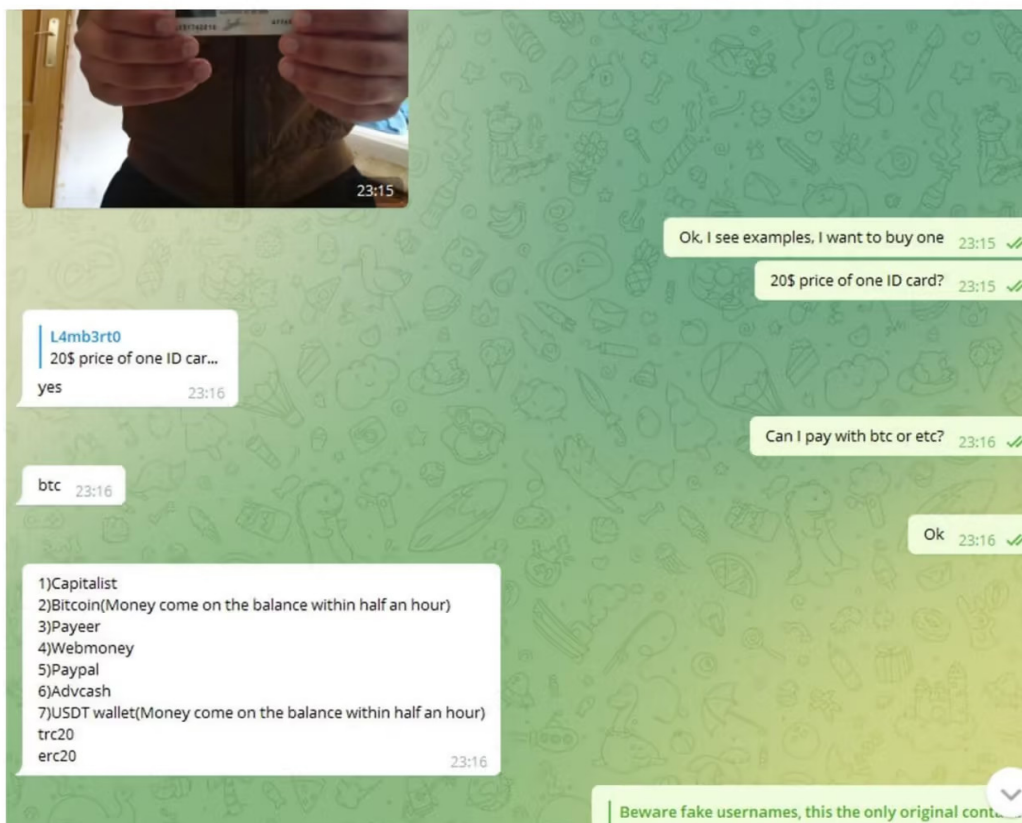 23:15
Ok, I see examples, I want to buy one 23:15
20$ price of one ID card? 23:15
L4mb3rt0
20$ price of one ID car...
yes 23:16
Can I pay with btc or etc? 23:16
btc 23:16
Ok 23:16
1)Capitalist
2)Bitcoin(Money come on the balance within half an hour)
3)Payeer
4)Webmoney
5)Paypal
6)Advcash
7)USDT wallet(Money come on the balance within half an hour)
trc20
erc20 23:16
Beware fake usernames, this the only original